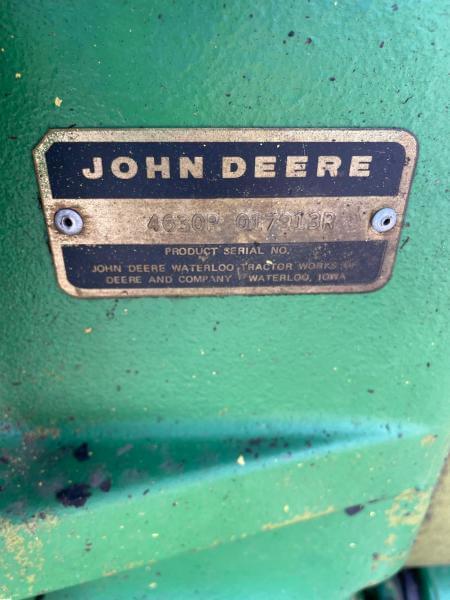 JOHN DEERE
4630P 017913R
PRODUCT SERIAL NO.
JOHN DEERE WATERLOO TRACTOR WORKS OF
DEERE AND COMPANY WATERLOO, IOWA